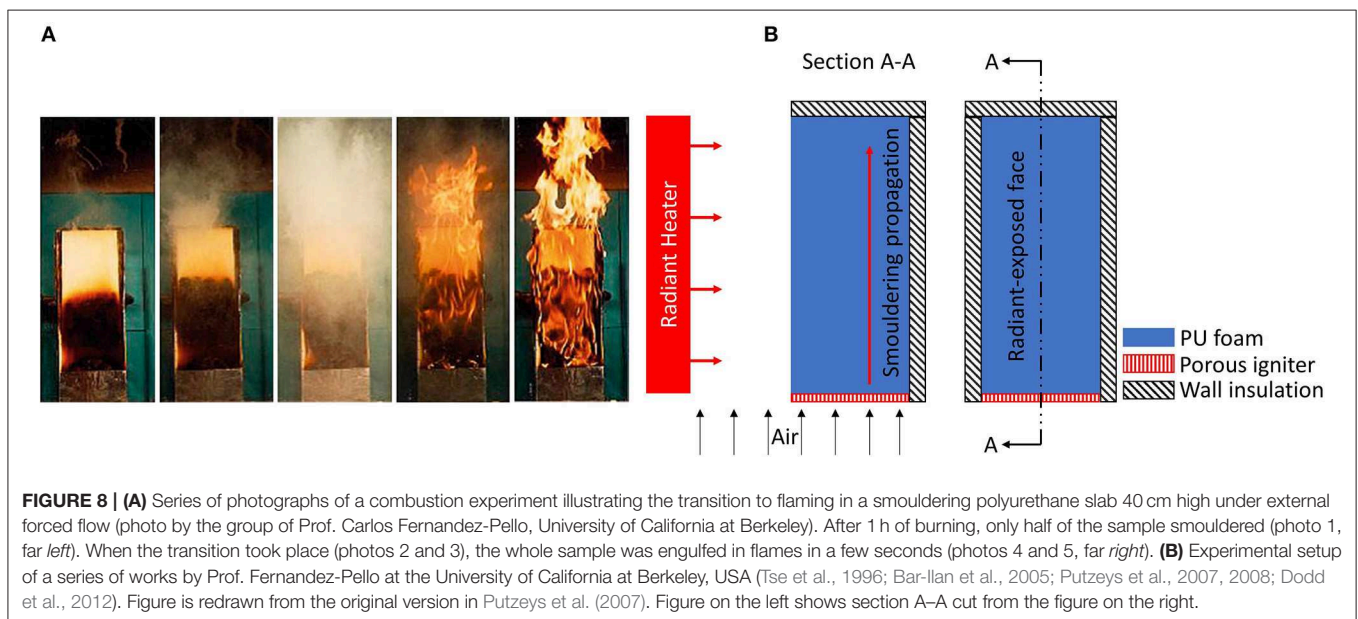 A
B
Section A-A
A
Radiant Heater
Smouldering propagation
Radiant-exposed face
PU foam
Porous igniter
Wall insulation
Air
A
FIGURE 8 | (A) Series of photographs of a combustion experiment illustrating the transition to flaming in a smouldering polyurethane slab 40 cm high under external
forced flow (photo by the group of Prof. Carlos Fernandez-Pello, University of California at Berkeley). After 1 h of burning, only half of the sample smouldered (photo 1,
far left). When the transition took place (photos 2 and 3), the whole sample was engulfed in flames in a few seconds (photos 4 and 5, far right). (B) Experimental setup
of a series of works by Prof. Fernandez-Pello at the University of California at Berkeley, USA (Tse et al., 1996; Bar-Ilan et al., 2005; Putzeys et al., 2007, 2008; Dodd
et al., 2012). Figure is redrawn from the original version in Putzeys et al. (2007). Figure on the left shows section A–A cut from the figure on the right.